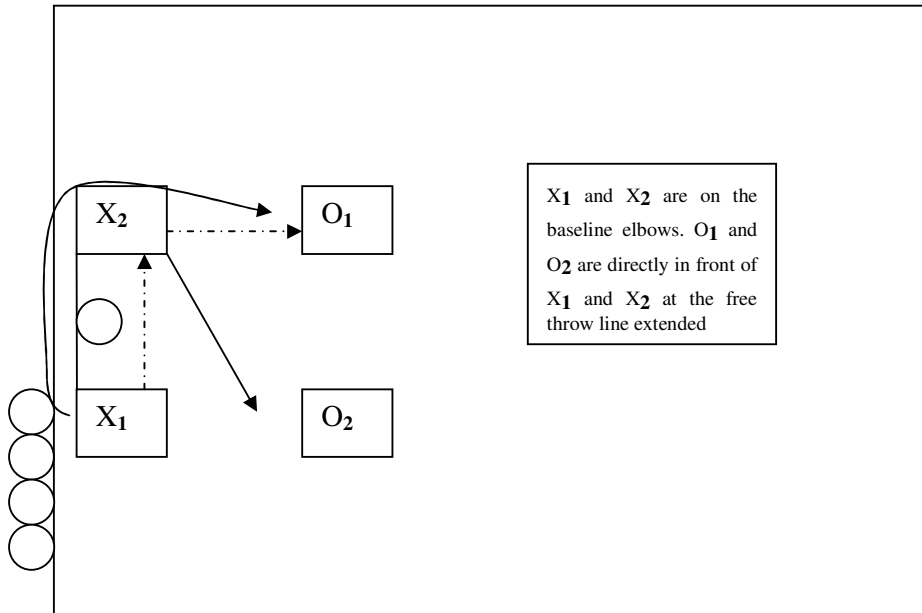 X2
O1
X1 and X2 are on the
baseline elbows. O1 and
O2 are directly in front of
X1 and X2 at the free
throw line extended
X1
O2